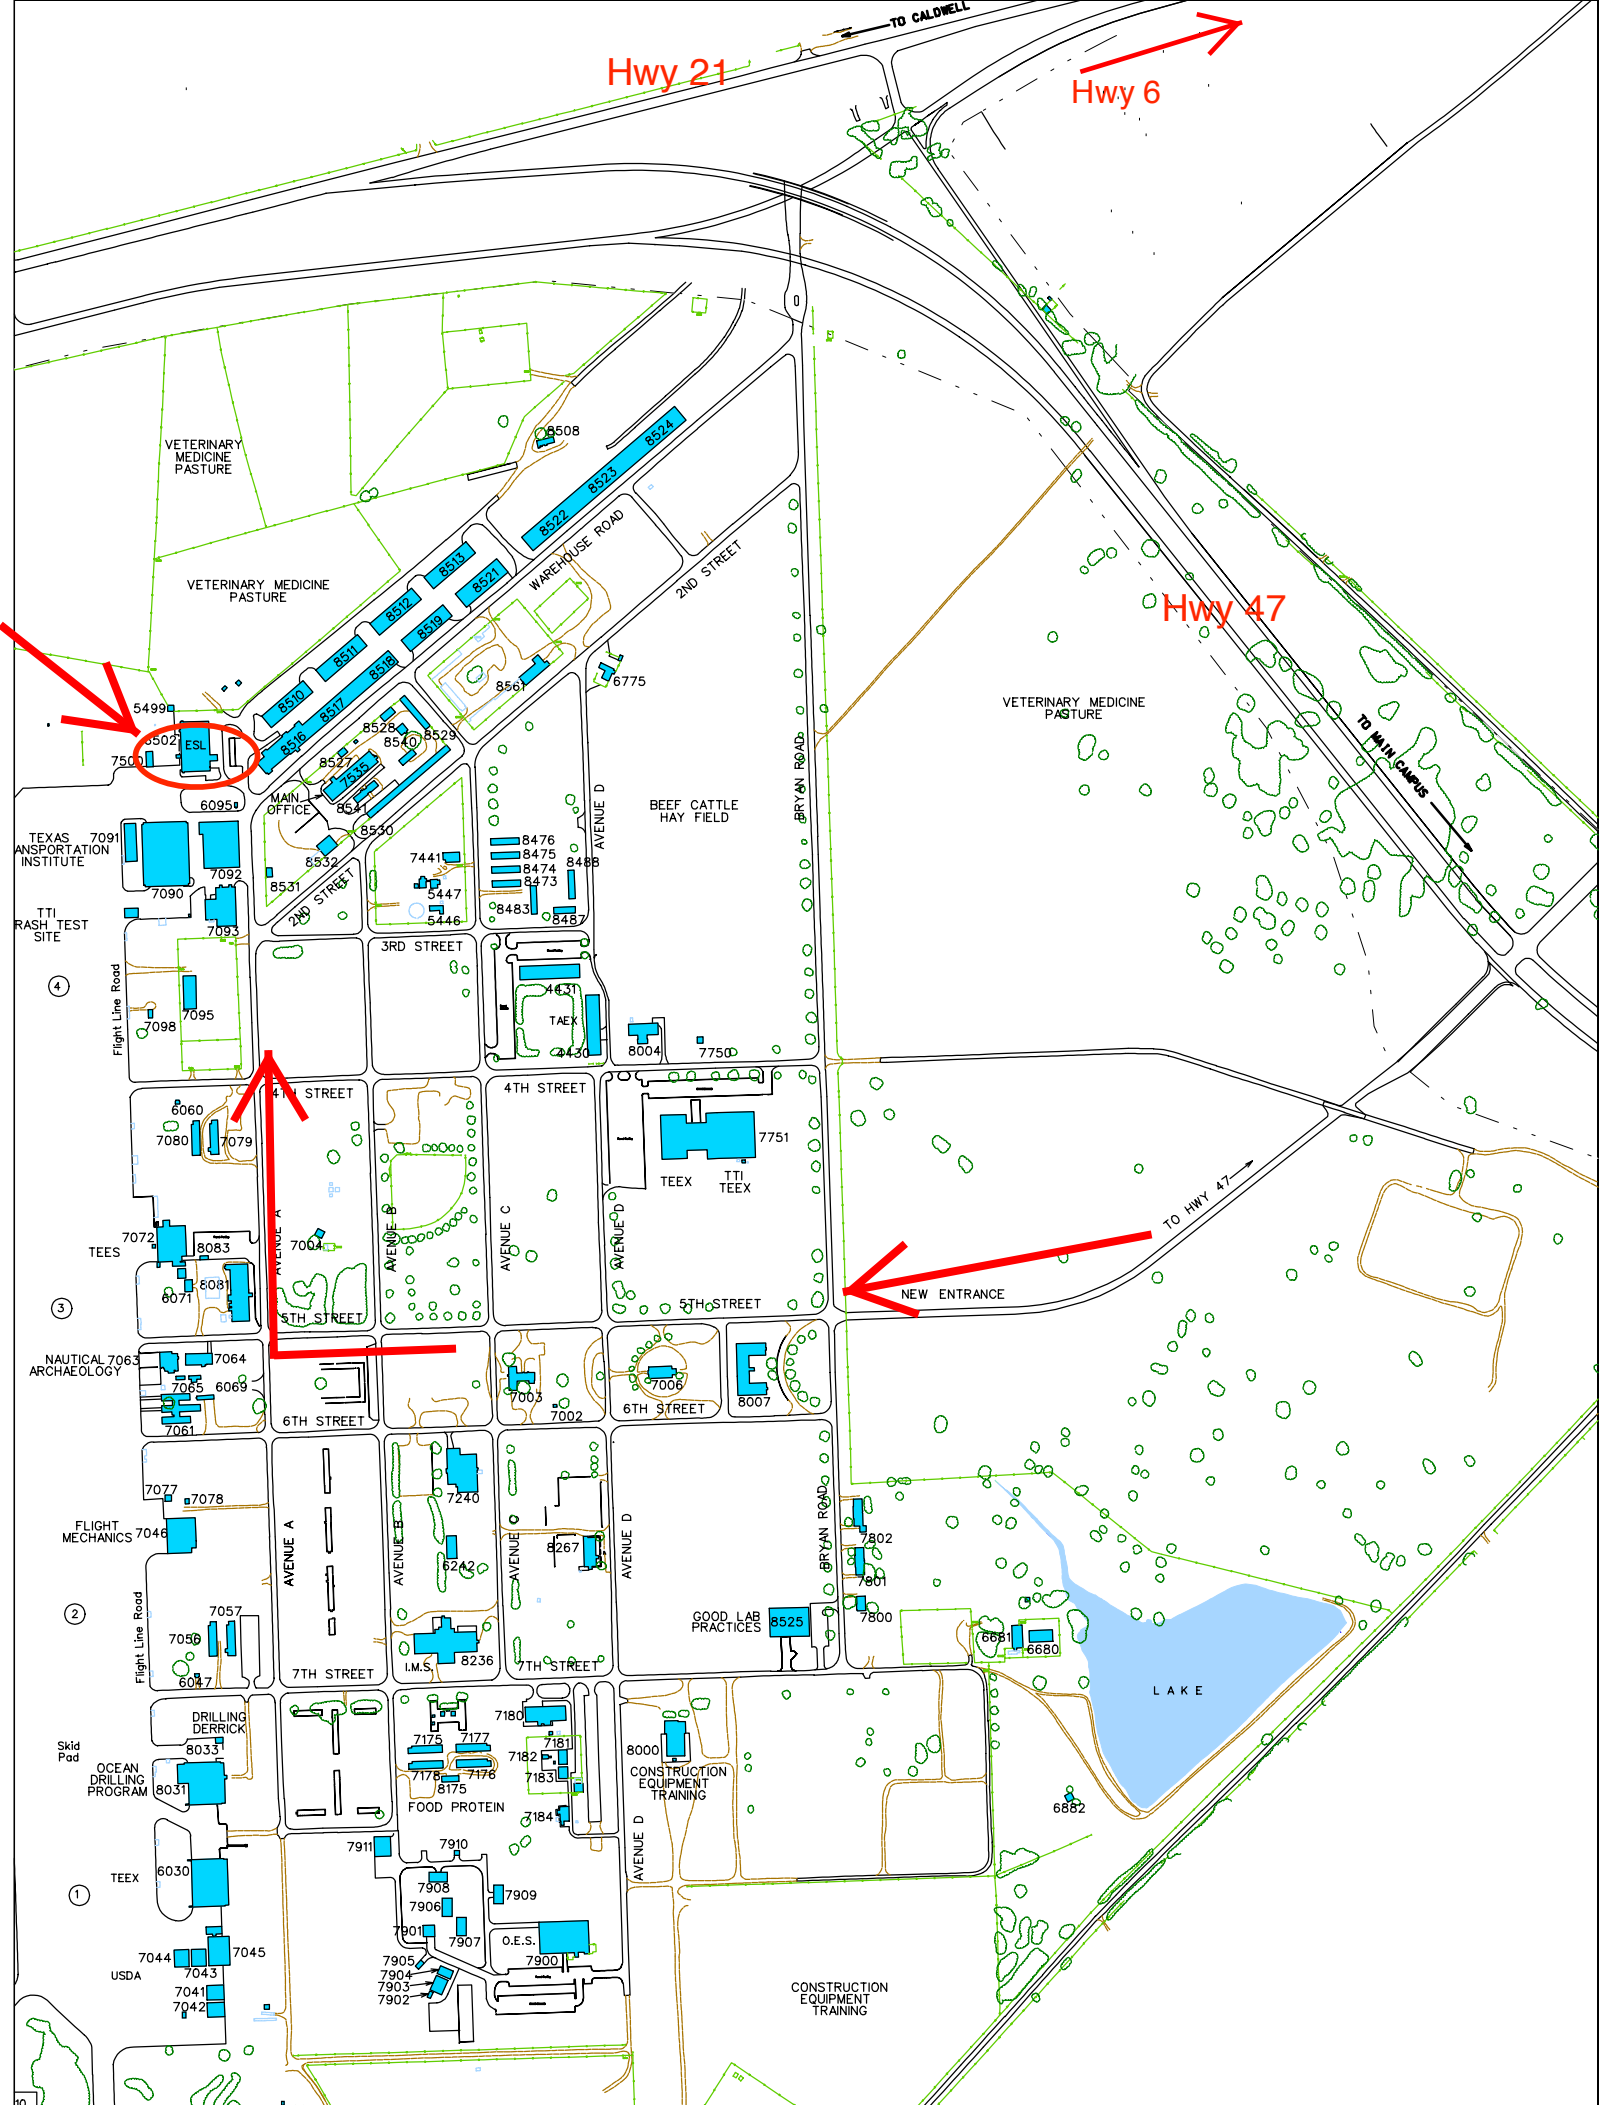 TO CALDWELL
Hwy 21
Hwy 6
VETERINARY
MEDICINE
PASTURE
8508
8524
8523
8522
WAREHOUSE ROAD
2ND STREET
8513
8521
VETERINARY MEDICINE
PASTURE
8512
8519
Hwy 47
8511
8518
8561
6775
VETERINARY MEDICINE
PASTURE
5499
8510
8517
8516
ESL
8528
8540
8529
8527
7535
TO MAIN CAMPUS
BRYAN ROAD
AVENUE D
6095
MAIN
OFFICE
8541
8530
BEEF CATTLE
HAY FIELD
TEXAS
ANSPORTATION
INSTITUTE
7091
7090
7092
8532
8531
2ND STREET
7441
5447
5446
8476
8475
8474
8473
8488
8483
8487
TTI
RASH TEST
SITE
7093
3RD STREET
4
Flight Line Road
7095
7098
4431
TAEX
4430
8004
7750
4TH STREET
4TH STREET
6060
7080
7079
7751
TEEX
TTI
TEEX
AVENUE A
AVENUE B
AVENUE C
AVENUE D
TO HWY 47
7072
TEES
8083
7004
6071
8081
3
5TH STREET
5TH STREET
NEW ENTRANCE
NAUTICAL
ARCHAEOLOGY
7063
7064
7065
6069
7061
7003
7002
7006
8007
6TH STREET
6TH STREET
7077
7078
FLIGHT
MECHANICS
7046
7240
6242
8267
AVENUE A
AVENUE B
AVENUE C
AVENUE D
BRYAN ROAD
7802
7801
7800
Flight Line Road
2
7057
7056
6047
GOOD LAB
PRACTICES
8525
6681
6680
7TH STREET
I.M.S.
8236
7TH STREET
LAKE
DRILLING
DERRICK
8033
Skid
Pad
OCEAN
DRILLING
PROGRAM
8031
7175
7177
7178
7176
8175
FOOD PROTEIN
7180
7181
7182
7183
7184
8000
CONSTRUCTION
EQUIPMENT
TRAINING
6882
AVENUE D
7911
7910
TEEX
6030
1
7908
7906
7909
7901
7907
O.E.S.
7900
7905
7904
7903
7902
7044
7043
7045
USDA
7041
7042
CONSTRUCTION
EQUIPMENT
TRAINING